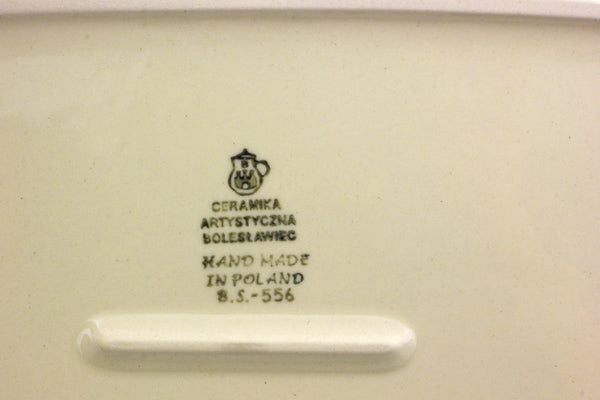 B
CERAMIKA
ARTYSTYCZNA
BOLESŁAWIEC
HAND MADE
IN POLAND
B.S.-556